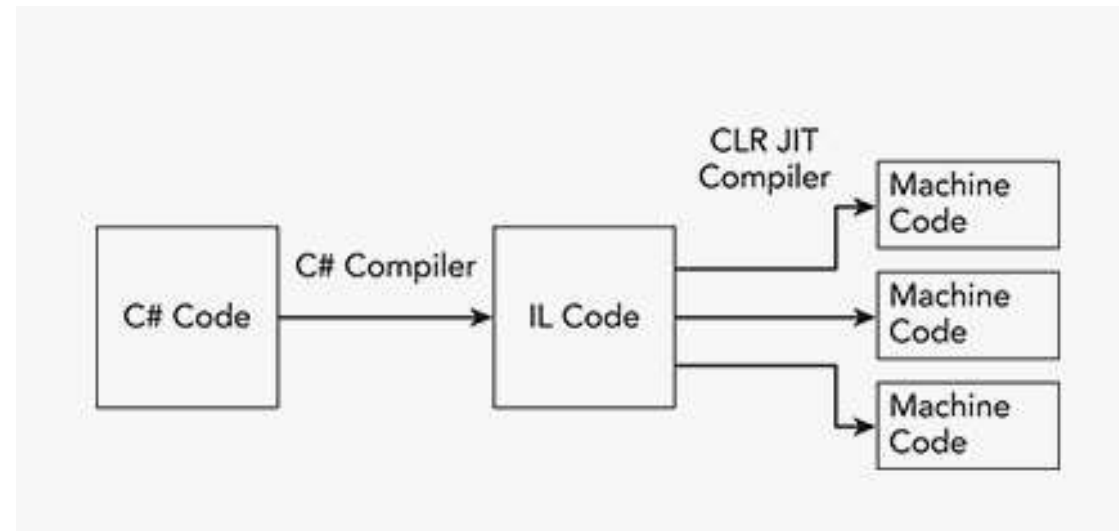 CLR JIT
Compiler
Machine
Code
C# Compiler
C# Code
IL Code
Machine
Code
Machine
Code